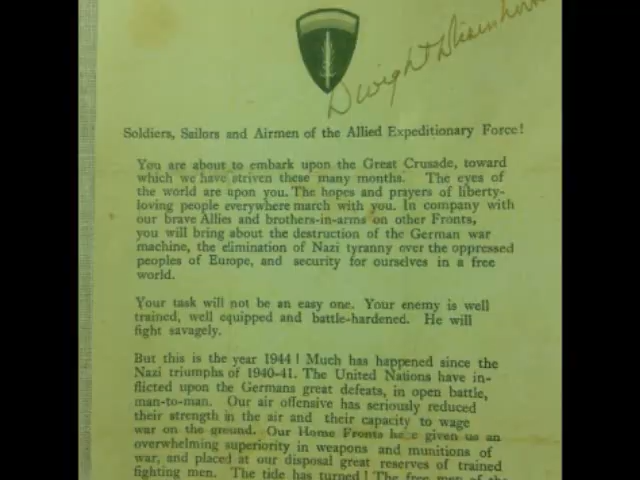 Dwight D Eisenhower
Soldiers, Sailors and Airmen of the Allied Expeditionary Force!
You are about to embark upon the Great Crusade, toward
which we have striven these many months. The eyes of
the world are upon you. The hopes and prayers of liberty-
loving people everywhere march with you. In company with
our brave Allies and brothers-in-arms on other Fronts,
you will bring about the destruction of the German war
machine, the elimination of Nazi tyranny over the oppressed
peoples of Europe, and security for ourselves in a free
world.
Your task will not be an easy one. Your enemy is well
trained, well equipped and battle-hardened. He will
fight savagely.
But this is the year 1944! Much has happened since the
Nazi triumphs of 1940-41. The United Nations have in-
flicted upon the Germans great defeats, in open battle,
man-to-man. Our air offensive has seriously reduced
their strength in the air and their capacity to wage
war on the ground. Our Home Fronts have given us an
overwhelming superiority in weapons and munitions of
war, and placed at our disposal great reserves of trained
fighting men. The tide has turned! The free men of the